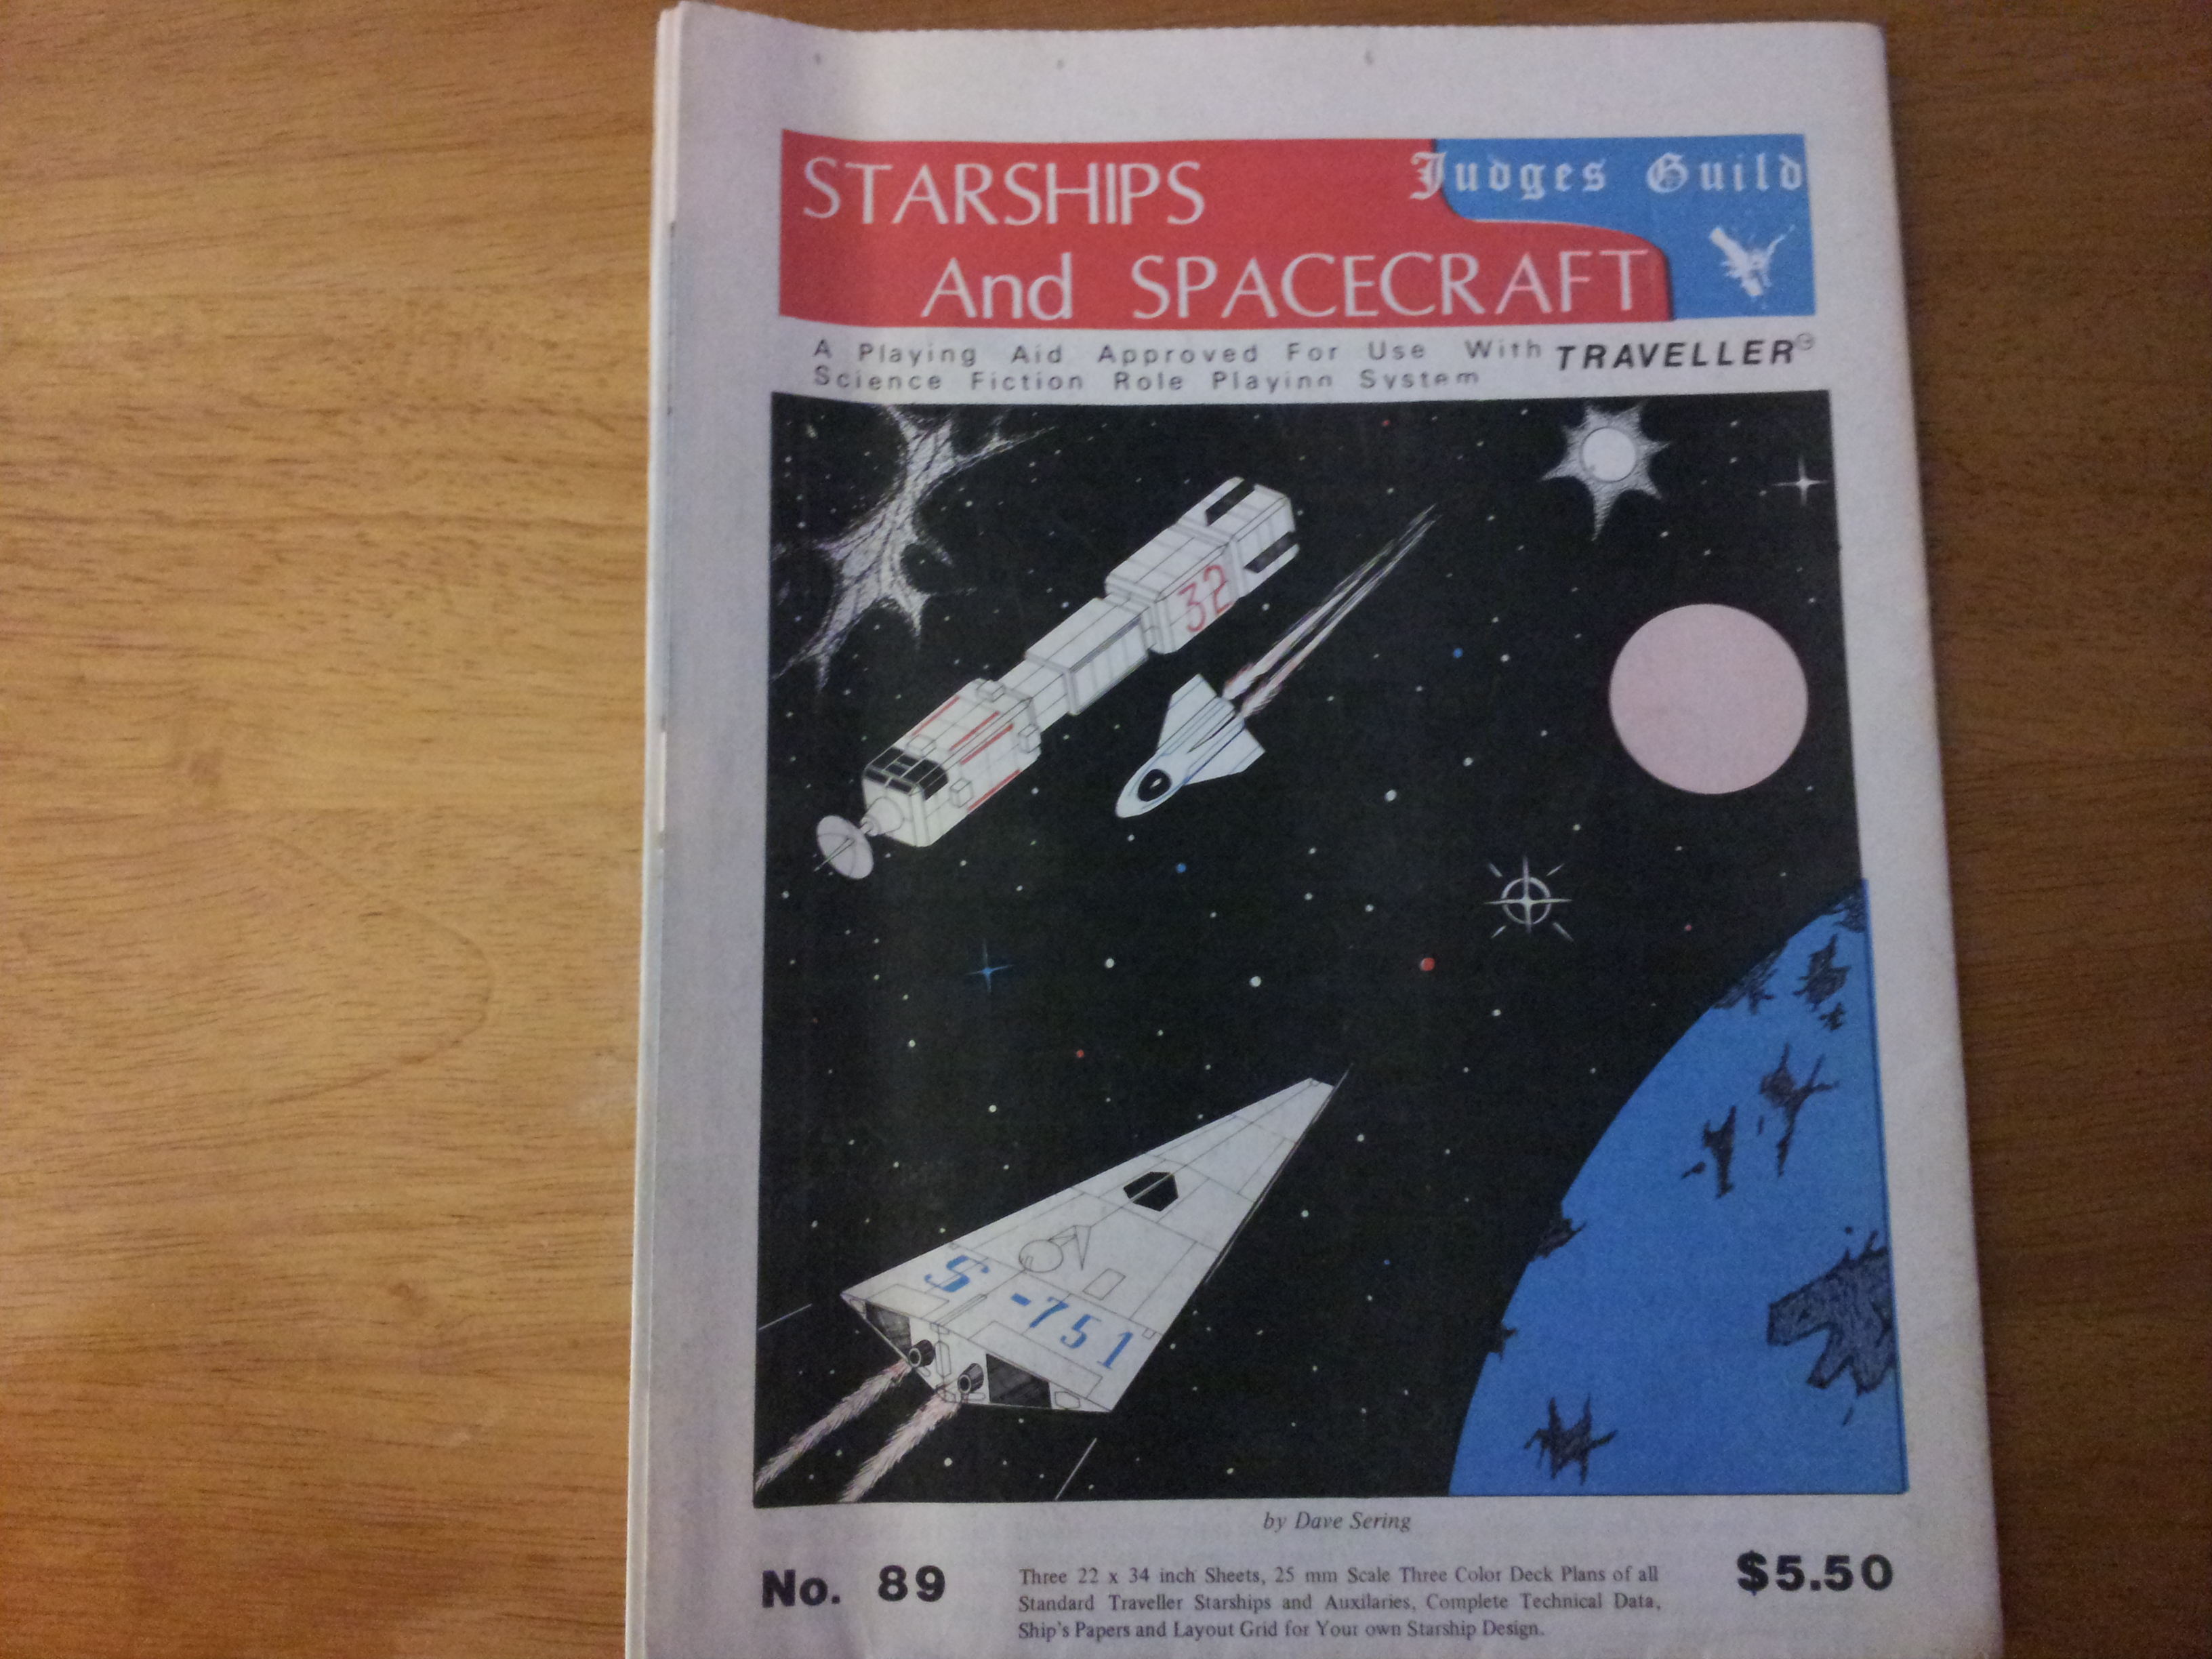 STARSHIPS
Judges Guild
And SPACECRAFT
A Playing Aid Approved For Use With TRAVELLER
Science Fiction Role Playing System
32
S-751
by Dave Sering
No. 89
Three 22 x 34 inch Sheets, 25 mm Scale Three Color Deck Plans of all
Standard Traveller Starships and Auxilaries, Complete Technical Data,
Ship's Papers and Layout Grid for Your own Starship Design.
$5.50